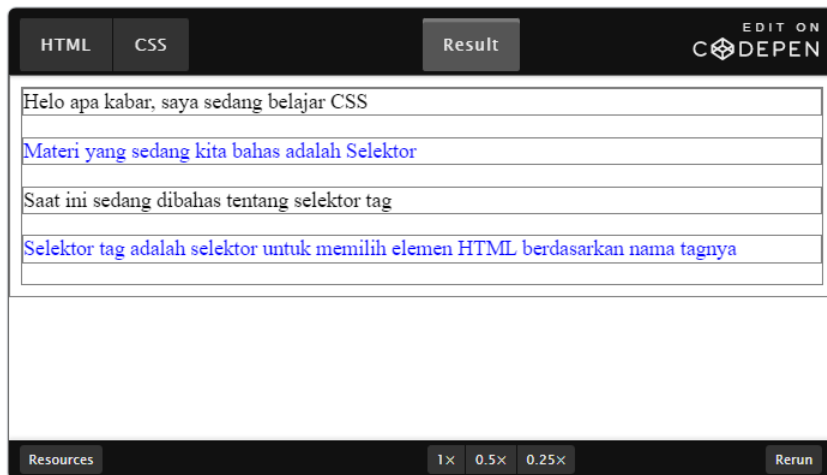 HTML CSS Result EDIT ON
CODEPEN
Helo apa kabar, saya sedang belajar CSS
Materi yang sedang kita bahas adalah Selektor
Saat ini sedang dibahas tentang selektor tag
Selektor tag adalah selektor untuk memilih elemen HTML berdasarkan nama tagnya
Resources 1× 0.5× 0.25× Rerun